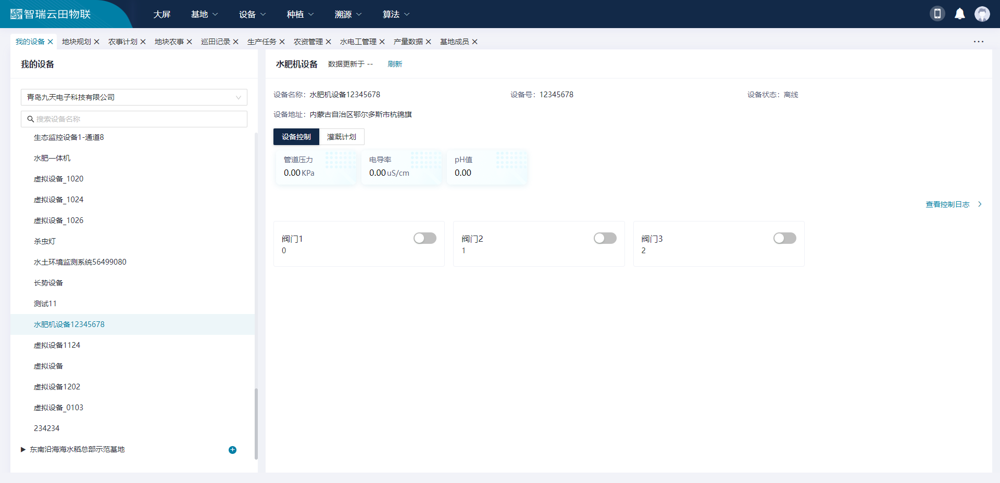 智瑞云田物联
大屏 基地 设备 种植 溯源 算法
我的设备 地块规划 农事计划 地块农事 巡田记录 生产任务 农资管理 水电工管理 产量数据 基地成员 ...
我的设备
青岛九天电子科技有限公司
搜索设备名称
生态监控设备1-通道8
水肥一体机
虚拟设备_1020
虚拟设备_1024
虚拟设备_1026
杀虫灯
水土环境监测系统56499080
长势设备
测试11
水肥机设备12345678
虚拟设备1124
虚拟设备
虚拟设备1202
虚拟设备_0103
234234
东南沿海海水稻总部示范基地
水肥机设备 数据更新于 -- 刷新
设备名称：水肥机设备12345678 设备号：12345678 设备状态：离线
设备地址：内蒙古自治区鄂尔多斯市杭锦旗
设备控制 灌溉计划
管道压力 电导率 pH值
0.00 KPa 0.00 uS/cm 0.00
查看控制日志
阀门1 阀门2 阀门3
0 1 2